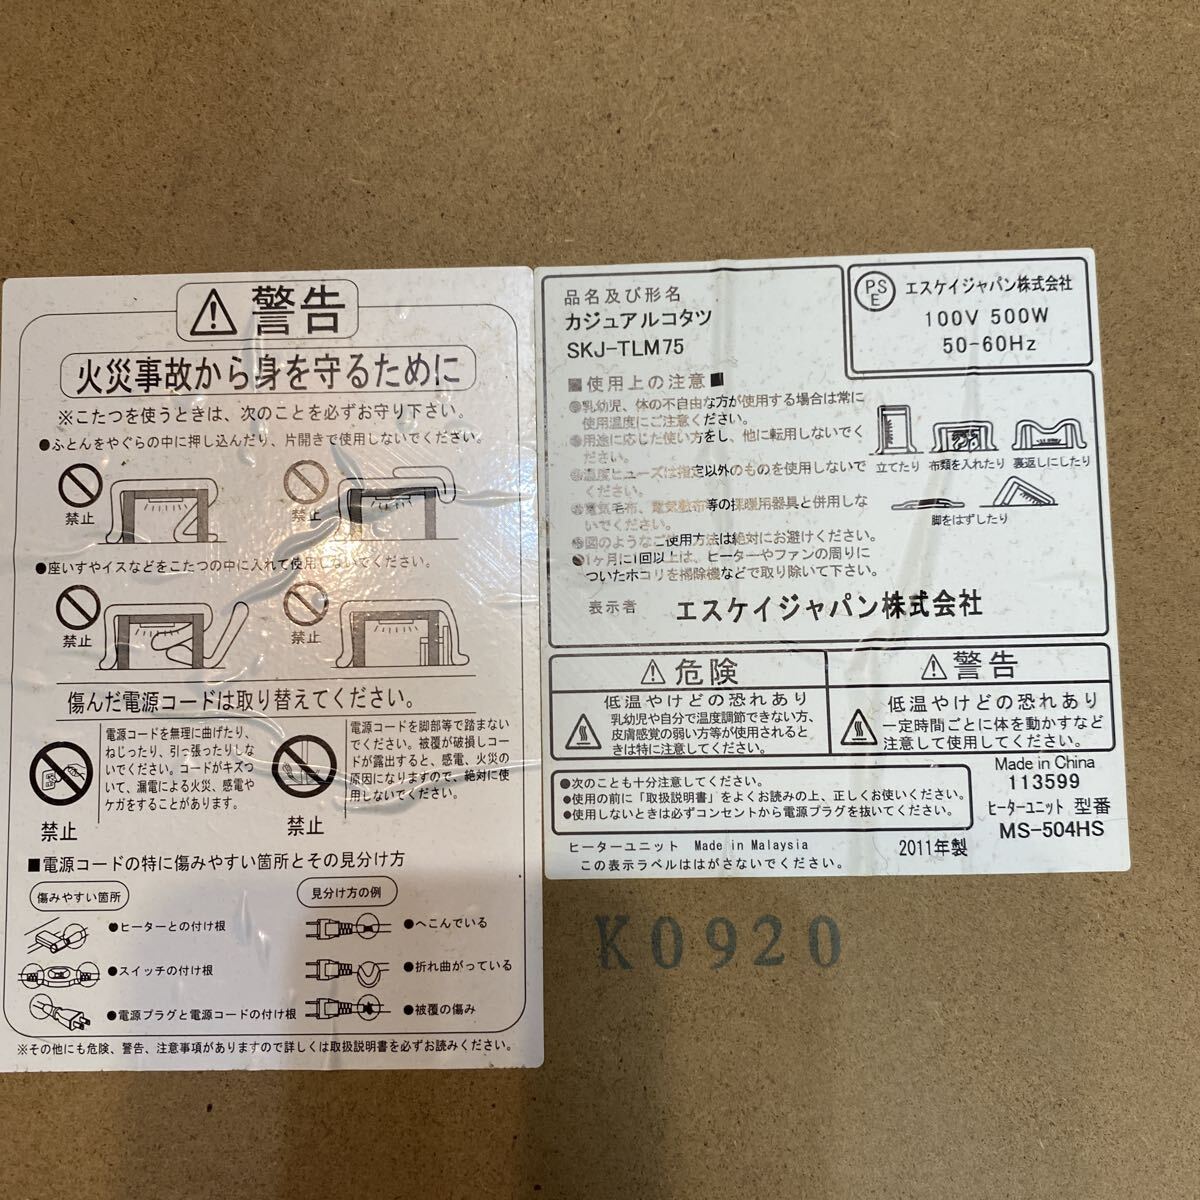 警告
火災事故から身を守るために
※こたつを使うときは、次のことを必ずお守り下さい。
●ふとんをやぐらの中に押し込んだり、片開きで使用しないでください。
禁止
禁止
●座いすやイスなどをこたつの中に入れて使用しないでください。
禁止
禁止
傷んだ電源コードは取り替えてください。
電源コードを無理に曲げたり、
ねじったり、引っ張ったりしな
いでください。コードがキズつ
いて、漏電による火災、感電や
ケガをすることがあります。
禁止
電源コードを脚部等で踏まない
でください。被覆が破損しコー
ドが露出すると、感電、火災の
原因になりますので、絶対に使
用しないでください。
禁止
■電源コードの特に傷みやすい箇所とその見分け方
傷みやすい箇所
●ヒーターとの付け根
●スイッチの付け根
●電源プラグと電源コードの付け根
見分け方の例
●へこんでいる
●折れ曲がっている
●被覆の傷み
※その他にも危険、警告、注意事項がありますので詳しくは取扱説明書を必ずお読みください。
品名及び形名
カジュアルコタツ
SKJ-TLM75
PS
E
エスケイジャパン株式会社
100V 500W
50-60Hz
■使用上の注意■
●乳幼児、体の不自由な方が使用する場合は常に
使用温度にご注意ください。
●用途に応じた使い方をし、他に転用しないでく
ださい。
●温度ヒューズは指定以外のものを使用しないで
ください。
●電気毛布、電気敷布等の採暖用器具と併用しな
いでください。
●図のようなご使用方法は絶対にお避けください。
●1ヶ月に1回以上は、ヒーターやファンの周りに
ついたホコリを掃除機などで取り除いて下さい。
立てたり 布類を入れたり 裏返しにしたり
脚をはずしたり
表示者 エスケイジャパン株式会社
危険
低温やけどの恐れあり
乳幼児や自分で温度調節できない方、
皮膚感覚の弱い方等が使用されると
きは特に注意してください。
警告
低温やけどの恐れあり
一定時間ごとに体を動かすなど
注意して使用してください。
●次のことも十分注意してください。
●使用の前に「取扱説明書」をよくお読みの上、正しくお使いください。
●使用しないときは必ずコンセントから電源プラグを抜いてください。
Made in China
113599
ヒーターユニット 型番
MS-504HS
ヒーターユニット Made in Malaysia
この表示ラベルははがさないでください。
2011年製
K0920